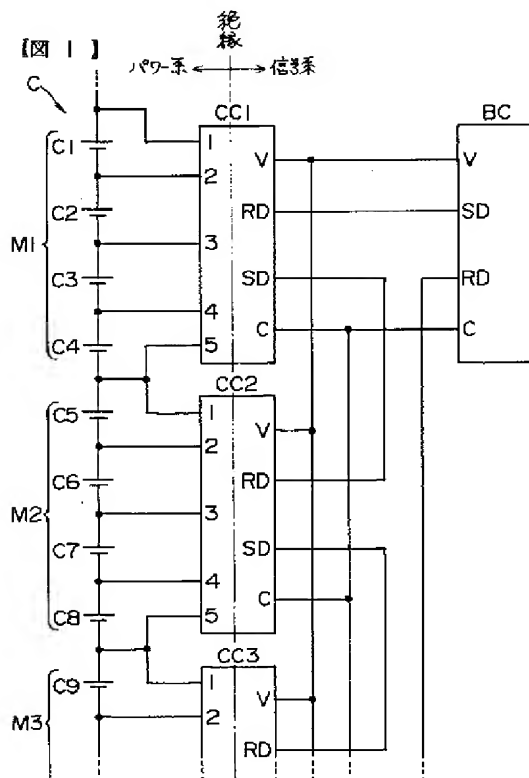 【図 1】
絶縁
パワー系 ←→ 信号系
C
CC1
BC
C1
1
V
V
2
C2
RD
SD
M1
3
C3
SD
RD
4
C4
5
C
C
CC2
C5
1
V
2
C6
RD
M2
3
C7
SD
4
C
C8
5
CC3
C9
1
V
2
M3
RD